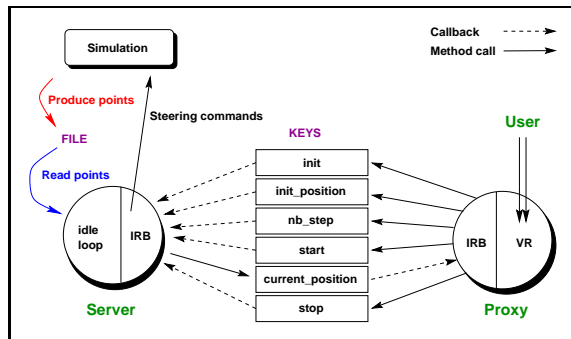 Callback
Method call
Simulation
Produce points
Steering commands
FILE
KEYS
User
Read points
init
init_position
nb_step
start
current_position
stop
idle
loop
IRB
IRB
VR
Server
Proxy